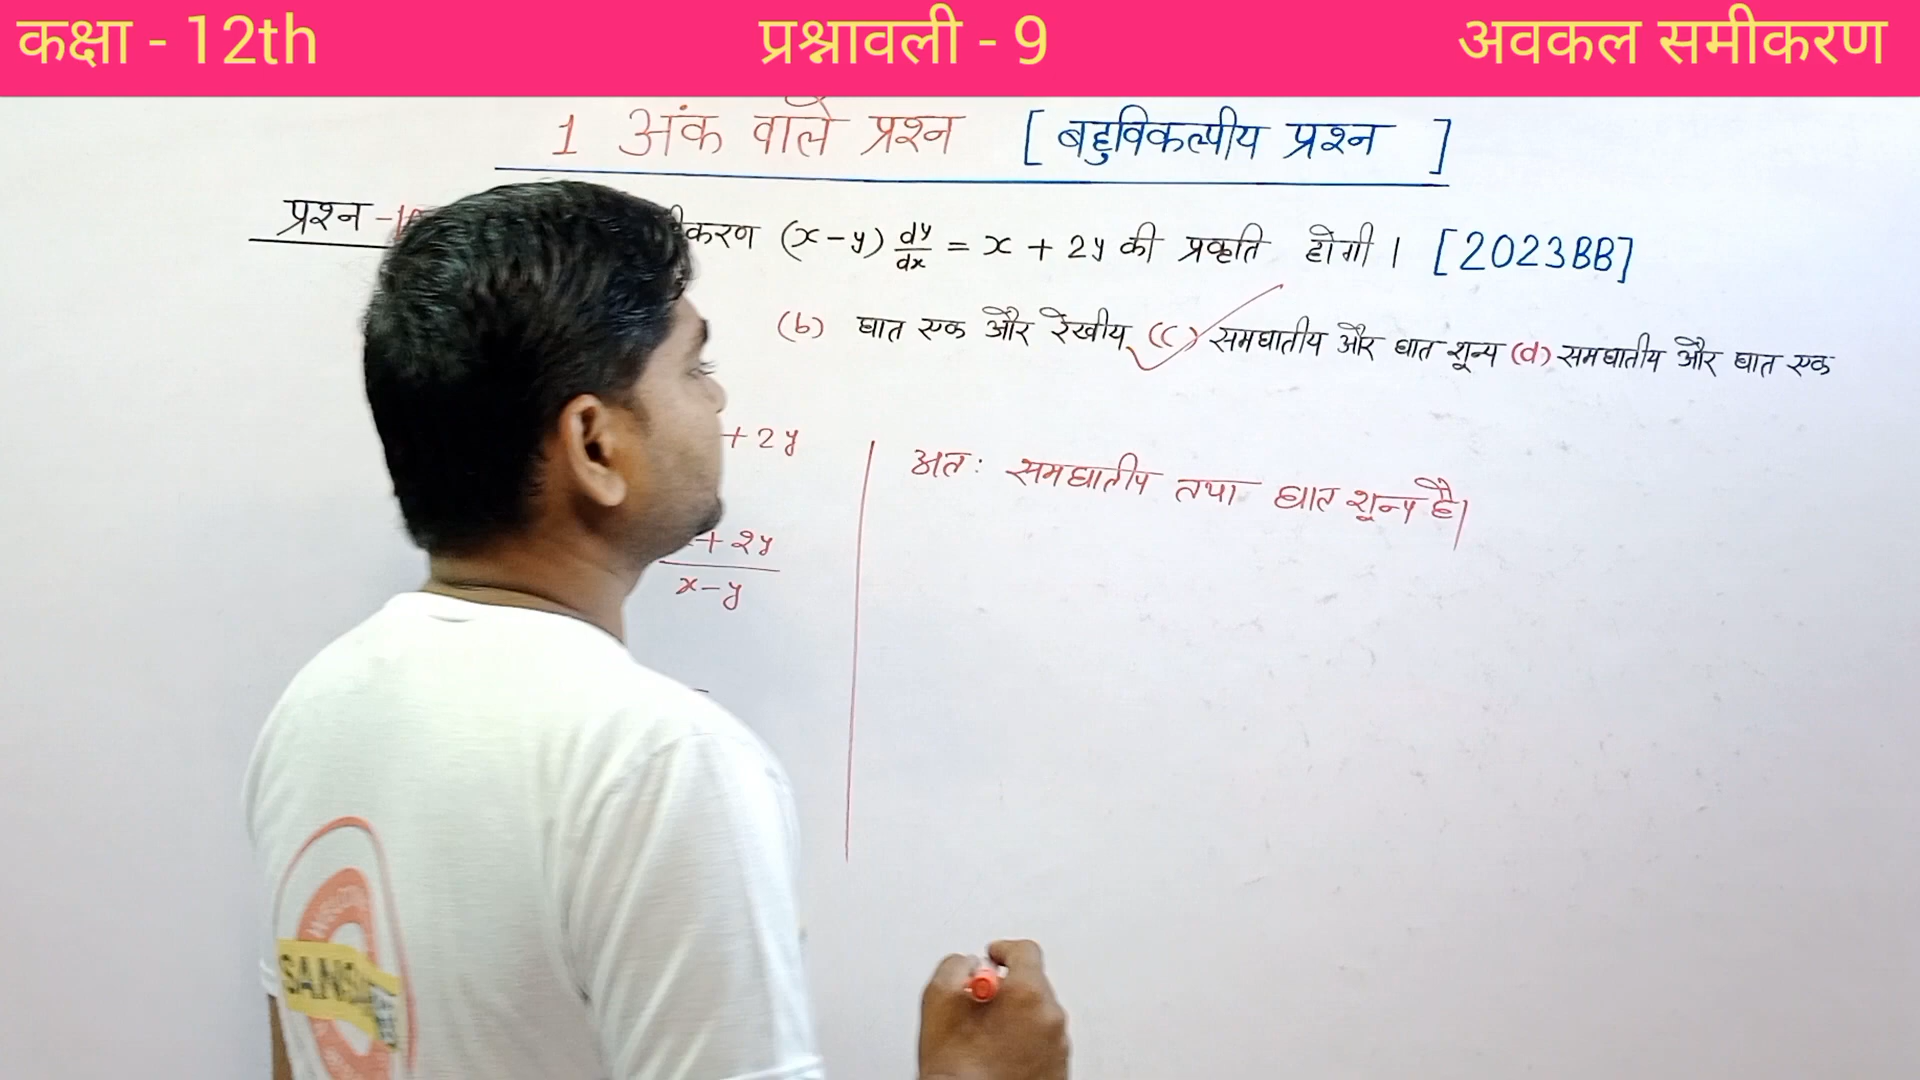 कक्षा - 12th प्रश्नावली - 9 अवकल समीकरण
1 अंक वाले प्रश्न [ बहुविकल्पीय प्रश्न ]
प्रश्न - करण (x-y) dy/dx = x + 2y की प्रकृति होगी। [2023BB]
(b) घात एक और रेखीय (c) समघातीय और घात शून्य (d) समघातीय और घात एक
+ 2y
अत: समघातीय तथा घात शून्य है।
+ 2y
x-y
SANS